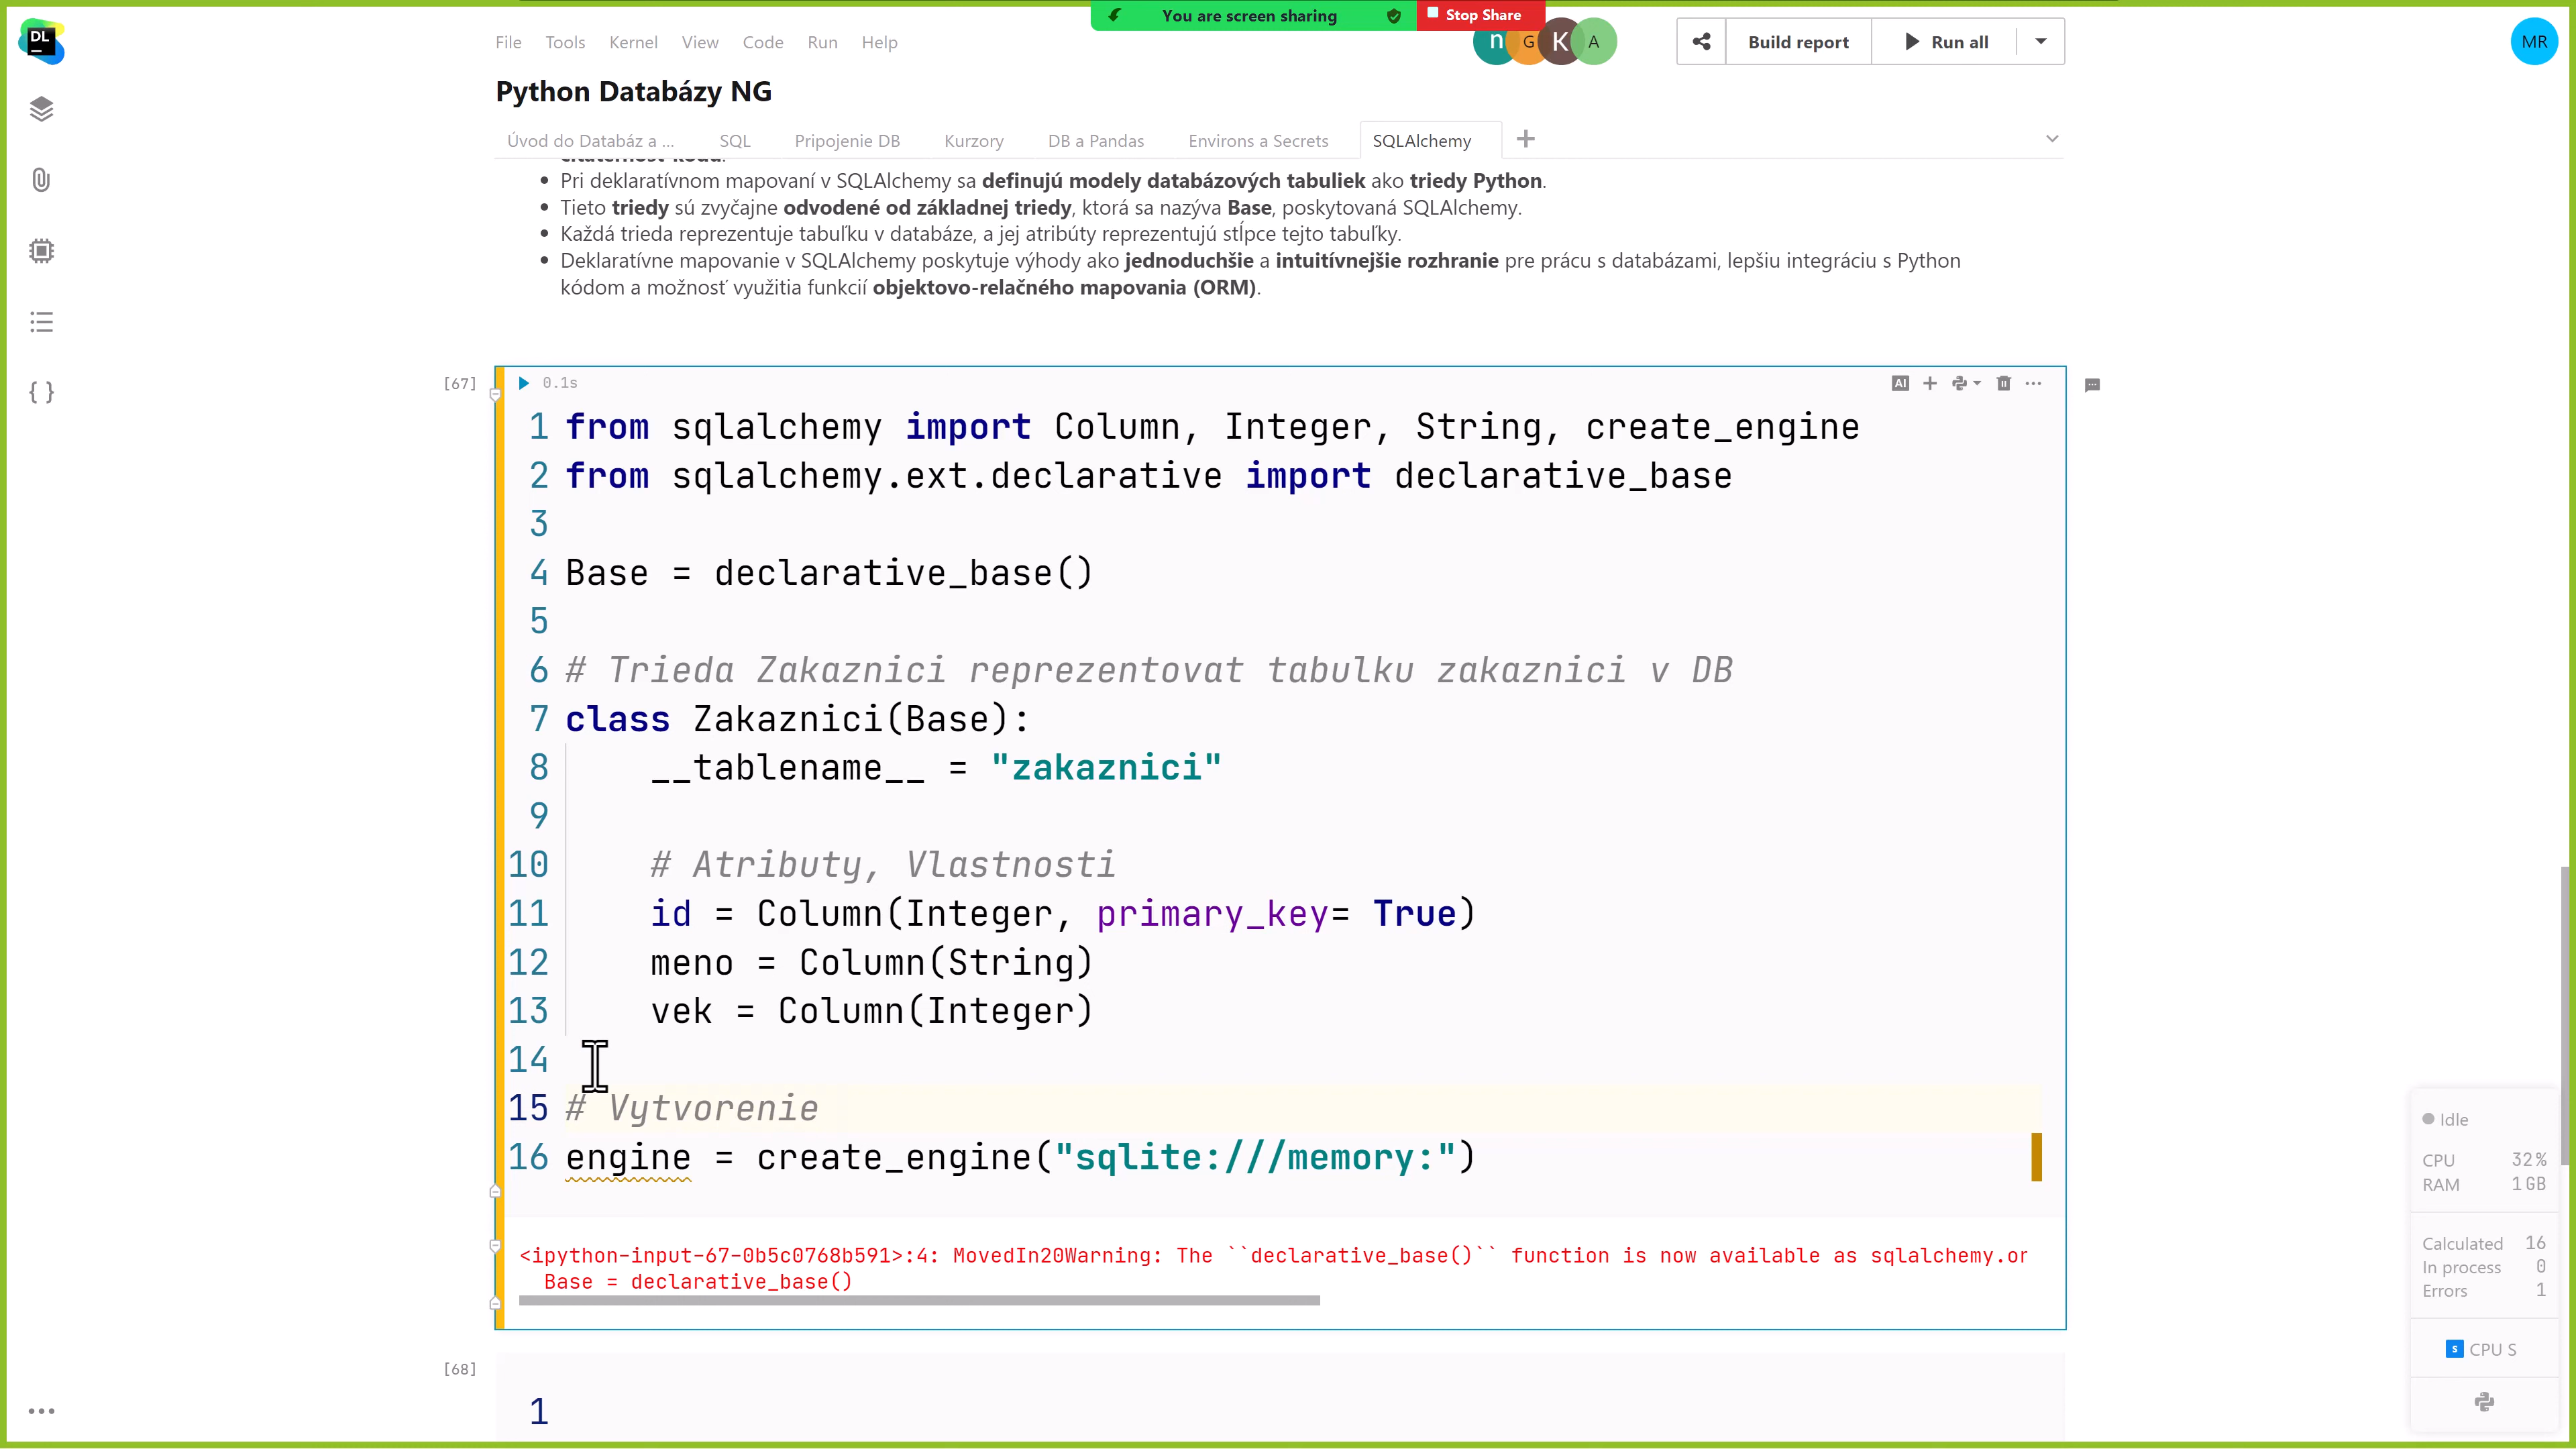 You are screen sharing
Stop Share
DL
File Tools Kernel View Code Run Help
n G K A
Build report
Run all
MR
Python Databázy NG
Úvod do Databáz a ... SQL Pripojenie DB Kurzory DB a Pandas Environs a Secrets SQLAlchemy
čitateľnosť kódu.
Pri deklaratívnom mapovaní v SQLAlchemy sa definujú modely databázových tabuliek ako triedy Python.
Tieto triedy sú zvyčajne odvodené od základnej triedy, ktorá sa nazýva Base, poskytovaná SQLAlchemy.
Každá trieda reprezentuje tabuľku v databáze, a jej atribúty reprezentujú stĺpce tejto tabuľky.
Deklaratívne mapovanie v SQLAlchemy poskytuje výhody ako jednoduchšie a intuitívnejšie rozhranie pre prácu s databázami, lepšiu integráciu s Python
kódom a možnosť využitia funkcií objektovo-relačného mapovania (ORM).
[67]
0.1s
AI
1 from sqlalchemy import Column, Integer, String, create_engine
2 from sqlalchemy.ext.declarative import declarative_base
3
4 Base = declarative_base()
5
6 # Trieda Zakaznici reprezentovat tabulku zakaznici v DB
7 class Zakaznici(Base):
8 __tablename__ = "zakaznici"
9
10 # Atributy, Vlastnosti
11 id = Column(Integer, primary_key= True)
12 meno = Column(String)
13 vek = Column(Integer)
14
15 # Vytvorenie
16 engine = create_engine("sqlite:///memory:")
<ipython-input-67-0b5c0768b591>:4: MovedIn20Warning: The ``declarative_base()`` function is now available as sqlalchemy.or
Base = declarative_base()
[68]
1
Idle
CPU 32%
RAM 1 GB
Calculated 16
In process 0
Errors 1
S CPU S